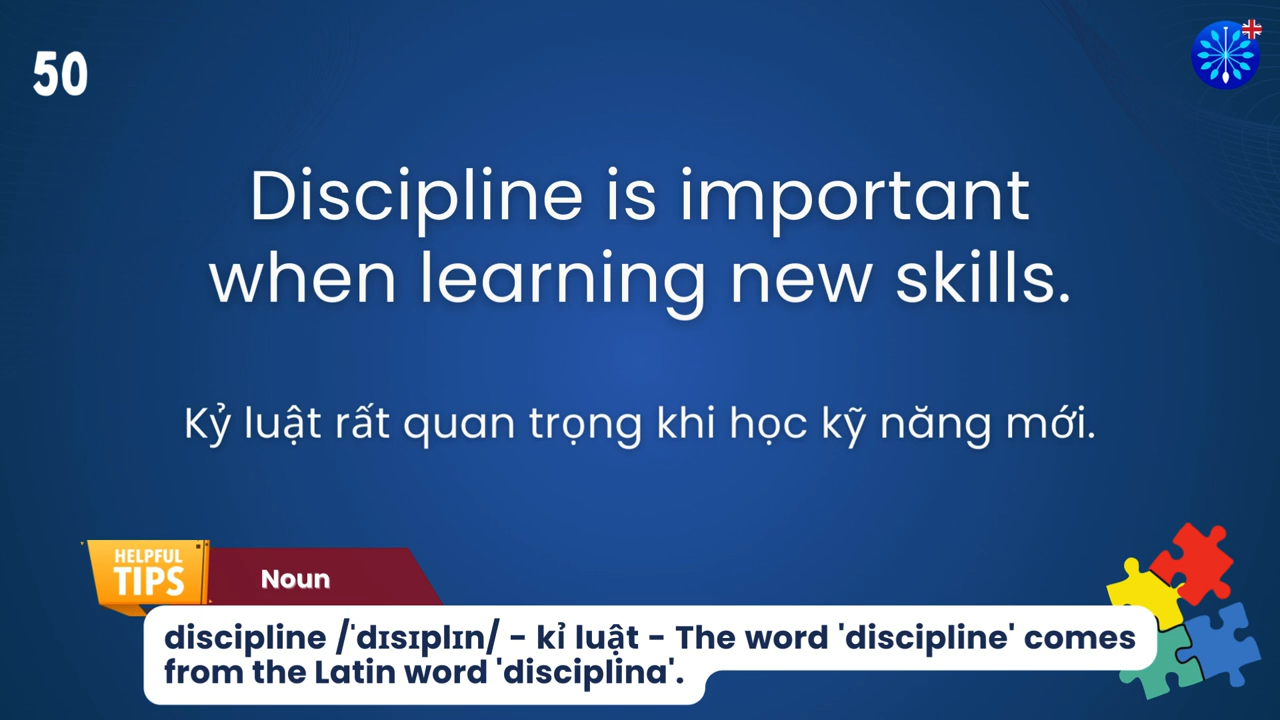 50
Discipline is important
when learning new skills.
Kỷ luật rất quan trọng khi học kỹ năng mới.
HELPFUL
TIPS
Noun
discipline /ˈdɪsɪplɪn/ - kỉ luật - The word 'discipline' comes
from the Latin word 'disciplina'.